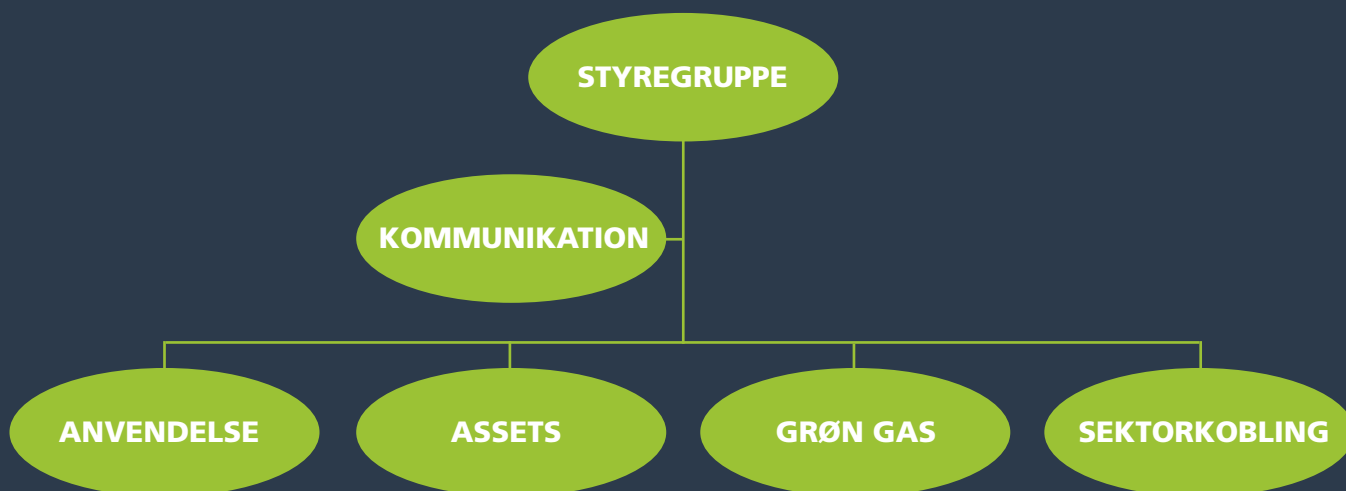 STYREGRUPPE
KOMMUNIKATION
ANVENDELSE
ASSETS
GRØN GAS
SEKTORKOBLING